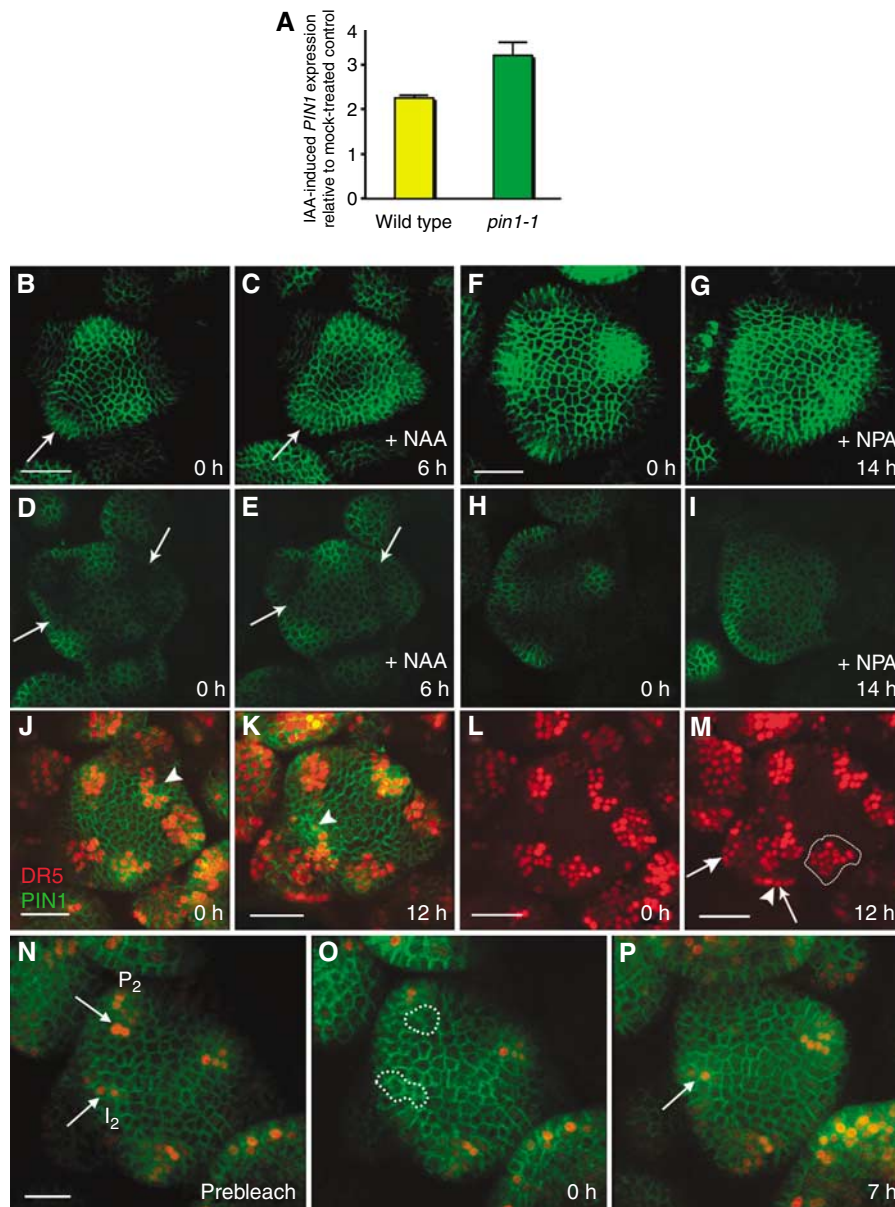 A
IAA-induced PIN1 expression
relative to mock-treated control
4
3
2
1
0
Wild type
pin1-1
B
0 h
C
+ NAA
6 h
F
0 h
G
+ NPA
14 h
D
0 h
E
+ NAA
6 h
H
0 h
I
+ NPA
14 h
J
DR5
PIN1
0 h
K
12 h
L
0 h
M
12 h
N
P2
I2
Prebleach
O
0 h
P
7 h